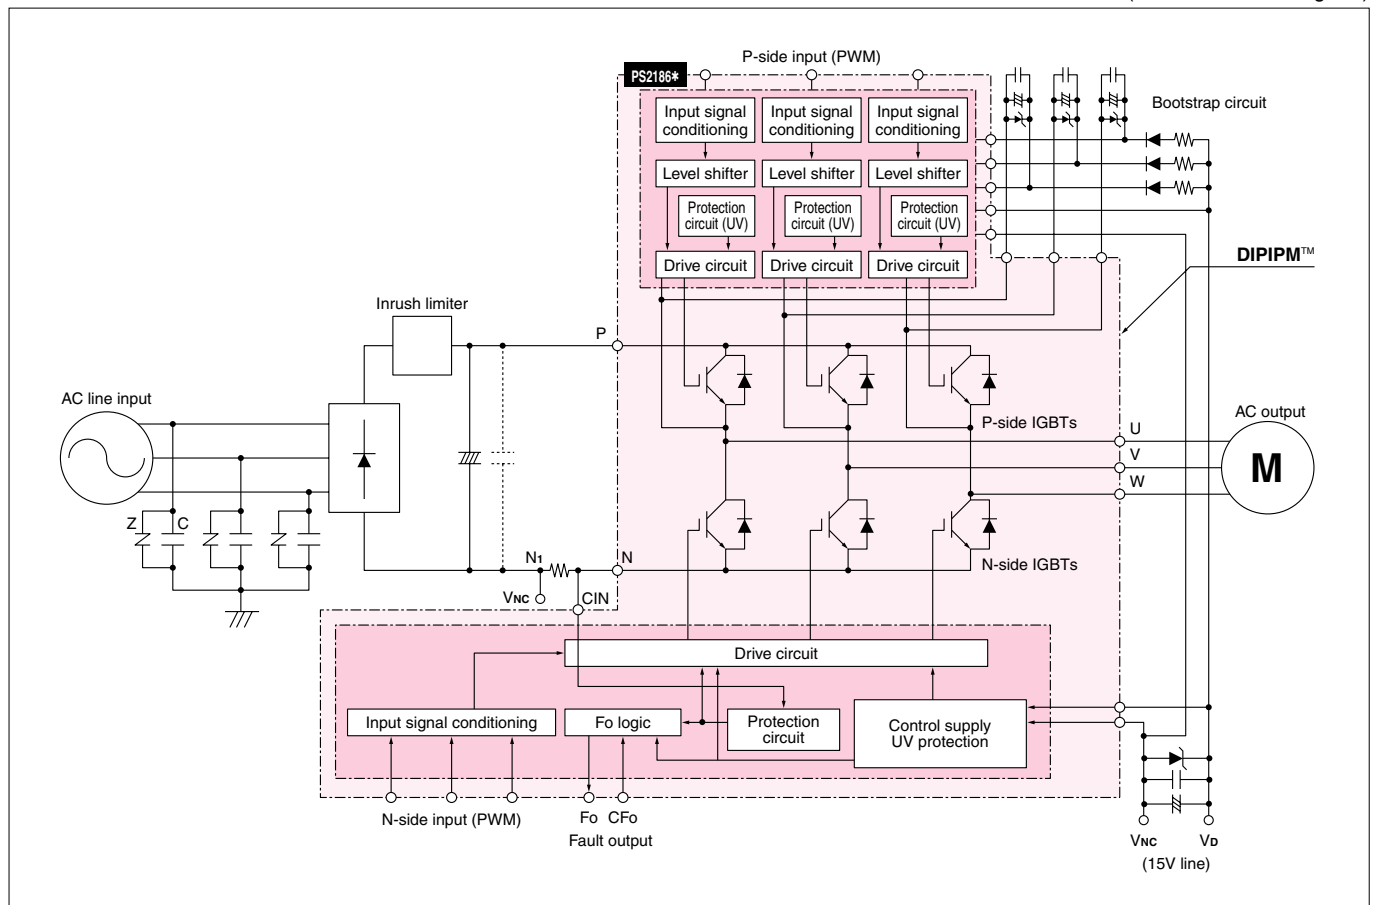 P-side input (PWM)
PS2186*
Input signal
conditioning
Input signal
conditioning
Input signal
conditioning
Bootstrap circuit
Level shifter
Level shifter
Level shifter
Protection
circuit (UV)
Protection
circuit (UV)
Protection
circuit (UV)
Drive circuit
Drive circuit
Drive circuit
DIPIPM™
Inrush limiter
P
AC line input
P-side IGBTs
U
V
W
AC output
M
Z
C
N1
N
N-side IGBTs
VNC
CIN
Drive circuit
Input signal conditioning
Fo logic
Protection
circuit
Control supply
UV protection
N-side input (PWM)
Fo
CFo
Fault output
VNC
VD
(15V line)